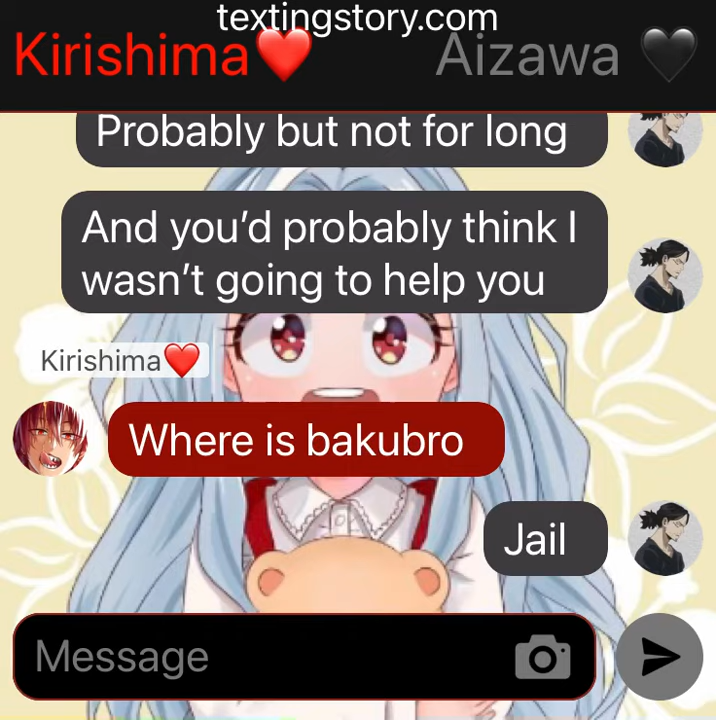 textingstory.com
Kirishima❤️ Aizawa 🖤
Probably but not for long
And you’d probably think I
wasn’t going to help you
Kirishima❤️
Where is bakubro
Jail
Message